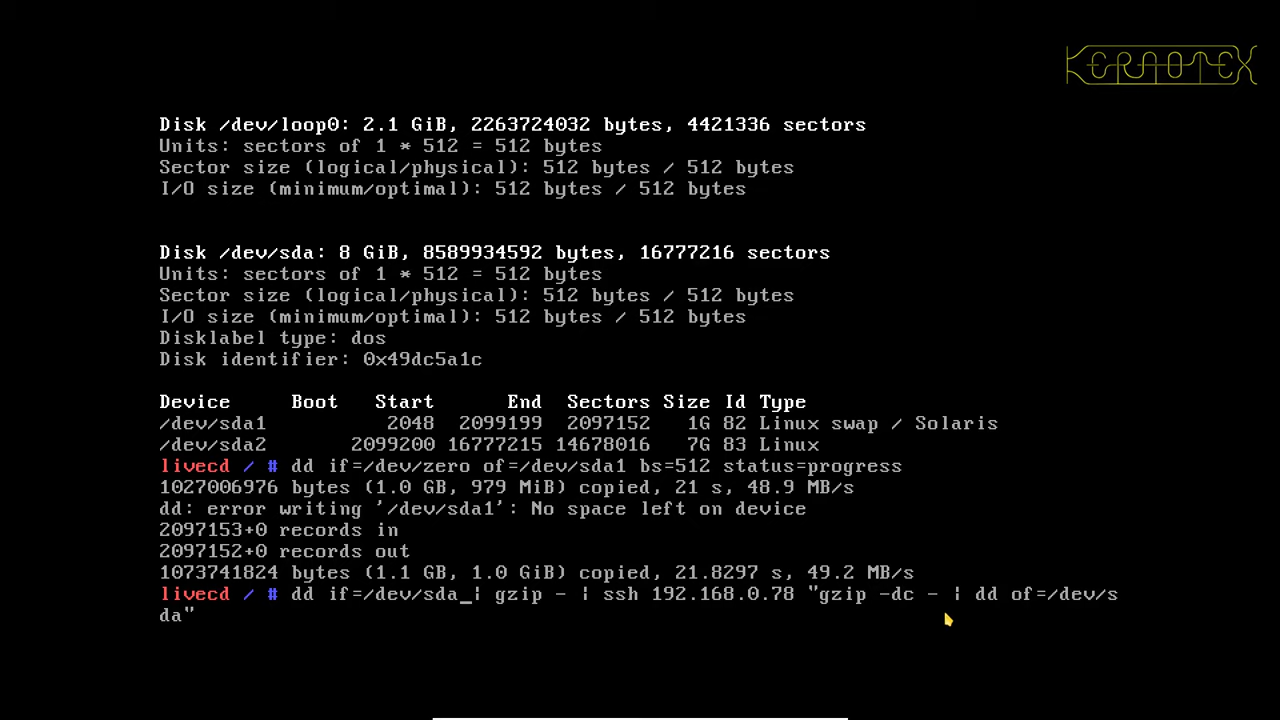 KERNOTEX
Disk /dev/loop0: 2.1 GiB, 2263724032 bytes, 4421336 sectors
Units: sectors of 1 * 512 = 512 bytes
Sector size (logical/physical): 512 bytes / 512 bytes
I/O size (minimum/optimal): 512 bytes / 512 bytes
Disk /dev/sda: 8 GiB, 8589934592 bytes, 16777216 sectors
Units: sectors of 1 * 512 = 512 bytes
Sector size (logical/physical): 512 bytes / 512 bytes
I/O size (minimum/optimal): 512 bytes / 512 bytes
Disklabel type: dos
Disk identifier: 0x49dc5a1c
Device Boot Start End Sectors Size Id Type
/dev/sda1 2048 2099199 2097152 1G 82 Linux swap / Solaris
/dev/sda2 2099200 16777215 14678016 7G 83 Linux
livecd / # dd if=/dev/zero of=/dev/sda1 bs=512 status=progress
1027006976 bytes (1.0 GB, 979 MiB) copied, 21 s, 48.9 MB/s
dd: error writing '/dev/sda1': No space left on device
2097153+0 records in
2097152+0 records out
1073741824 bytes (1.1 GB, 1.0 GiB) copied, 21.8297 s, 49.2 MB/s
livecd / # dd if=/dev/sda_| gzip - | ssh 192.168.0.78 "gzip -dc - | dd of=/dev/s
da"